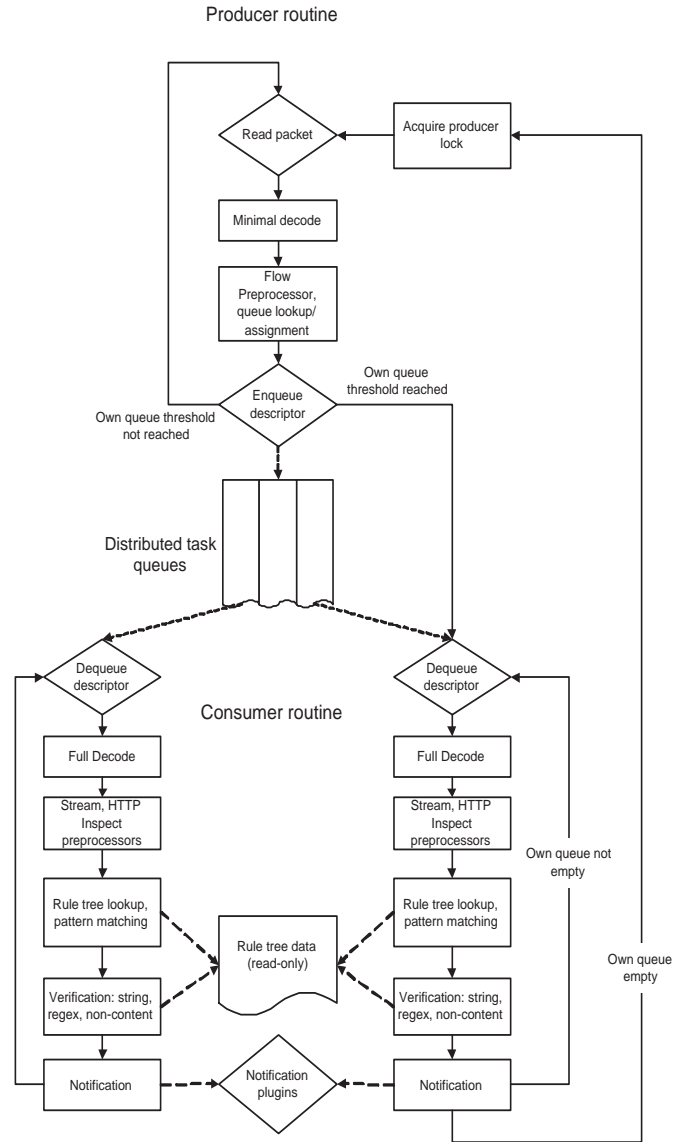 Producer routine
Read packet
Acquire producer
lock
Minimal decode
Flow
Preprocessor,
queue lookup/
assignment
Own queue
threshold reached
Enqueue
descriptor
Own queue threshold
not reached
Distributed task
queues
Dequeue
descriptor
Dequeue
descriptor
Consumer routine
Full Decode
Full Decode
Stream, HTTP
Inspect
preprocessors
Stream, HTTP
Inspect
preprocessors
Own queue not
empty
Rule tree lookup,
pattern matching
Rule tree data
(read-only)
Rule tree lookup,
pattern matching
Own queue
empty
Verification: string,
regex, non-content
Verification: string,
regex, non-content
Notification
Notification
plugins
Notification